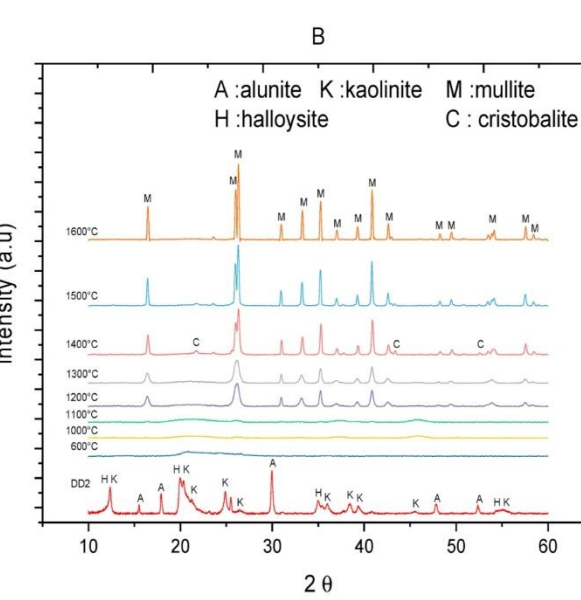 B
A :alunite K :kaolinite M :mullite
H :halloysite C : cristobalite
Intensity (a.u)
M
M M
M M M M M M M M M M M M
1600°C
1500°C
1400°C
C C C
1300°C
1200°C
1100°C
1000°C
600°C
DD2
H K A A H K K K K A H K K K K A A H K
10 20 30 40 50 60
2 θ